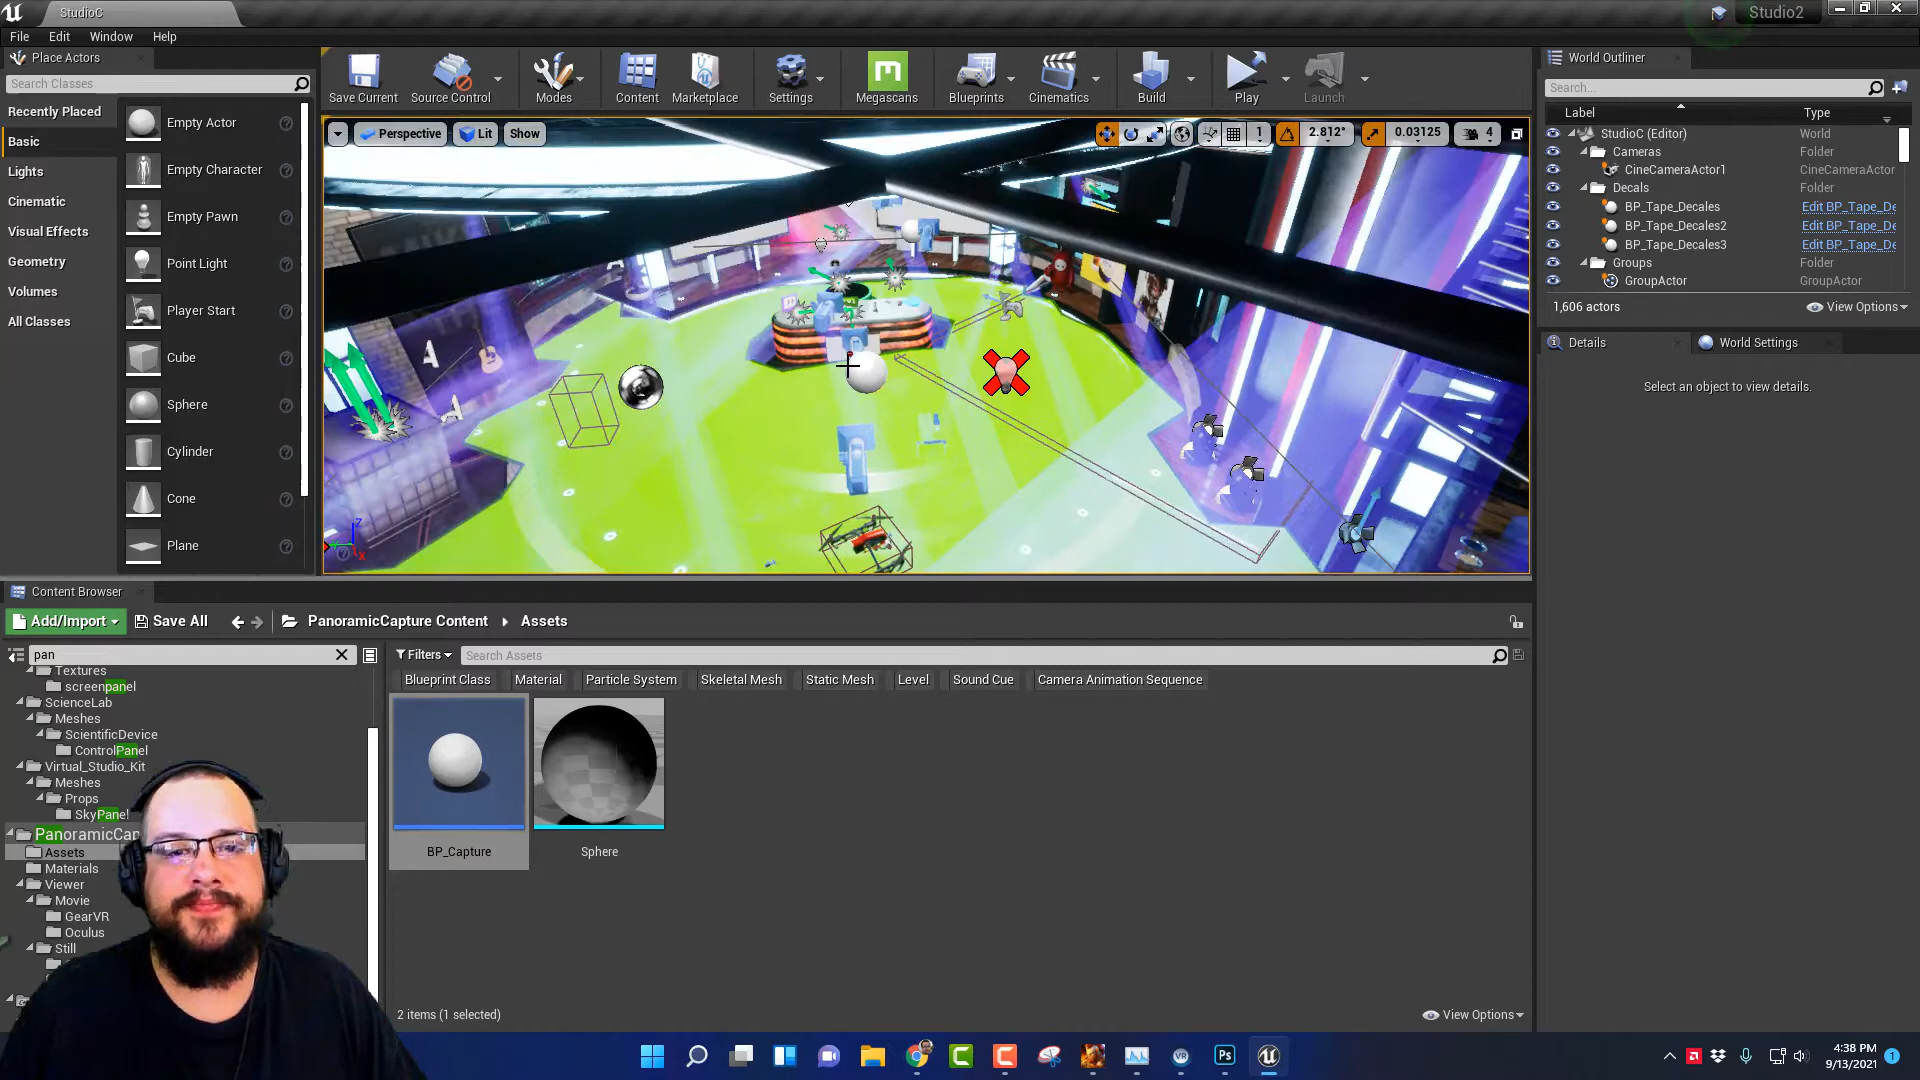 StudioC
Studio2
File Edit Window Help
Place Actors
Search Classes
Recently Placed
Basic
Lights
Cinematic
Visual Effects
Geometry
Volumes
All Classes
Empty Actor
Empty Character
Empty Pawn
Point Light
Player Start
Cube
Sphere
Cylinder
Cone
Plane
Save Current
Source Control
Modes
Content
Marketplace
Settings
Megascans
Blueprints
Cinematics
Build
Play
Launch
Perspective Lit Show
1 2.812° 0.03125 4
World Outliner
Search...
Label Type
StudioC (Editor) World
Cameras Folder
CineCameraActor1 CineCameraActor
Decals Folder
BP_Tape_Decales Edit BP_Tape_De
BP_Tape_Decales2 Edit BP_Tape_De
BP_Tape_Decales3 Edit BP_Tape_De
Groups Folder
GroupActor GroupActor
1,606 actors View Options
Details World Settings
Select an object to view details.
Content Browser
Add/Import Save All PanoramicCapture Content Assets
pan
Filters Search Assets
Blueprint Class Material Particle System Skeletal Mesh Static Mesh Level Sound Cue Camera Animation Sequence
Textures
screenpanel
ScienceLab
Meshes
ScientificDevice
ControlPanel
Virtual_Studio_Kit
Meshes
Props
SkyPanel
PanoramicCap
Assets
Materials
Viewer
Movie
GearVR
Oculus
Still
BP_Capture Sphere
2 items (1 selected) View Options
4:38 PM
9/13/2021
1